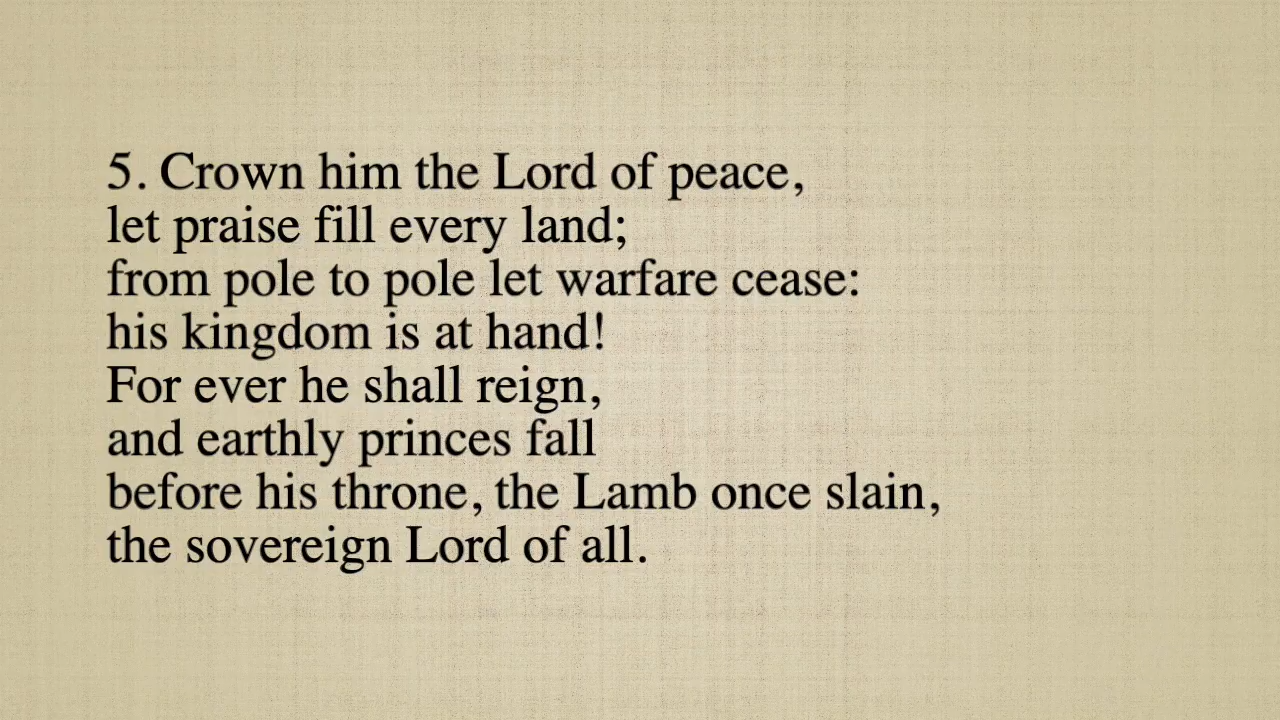 5. Crown him the Lord of peace,
let praise fill every land;
from pole to pole let warfare cease:
his kingdom is at hand!
For ever he shall reign,
and earthly princes fall
before his throne, the Lamb once slain,
the sovereign Lord of all.